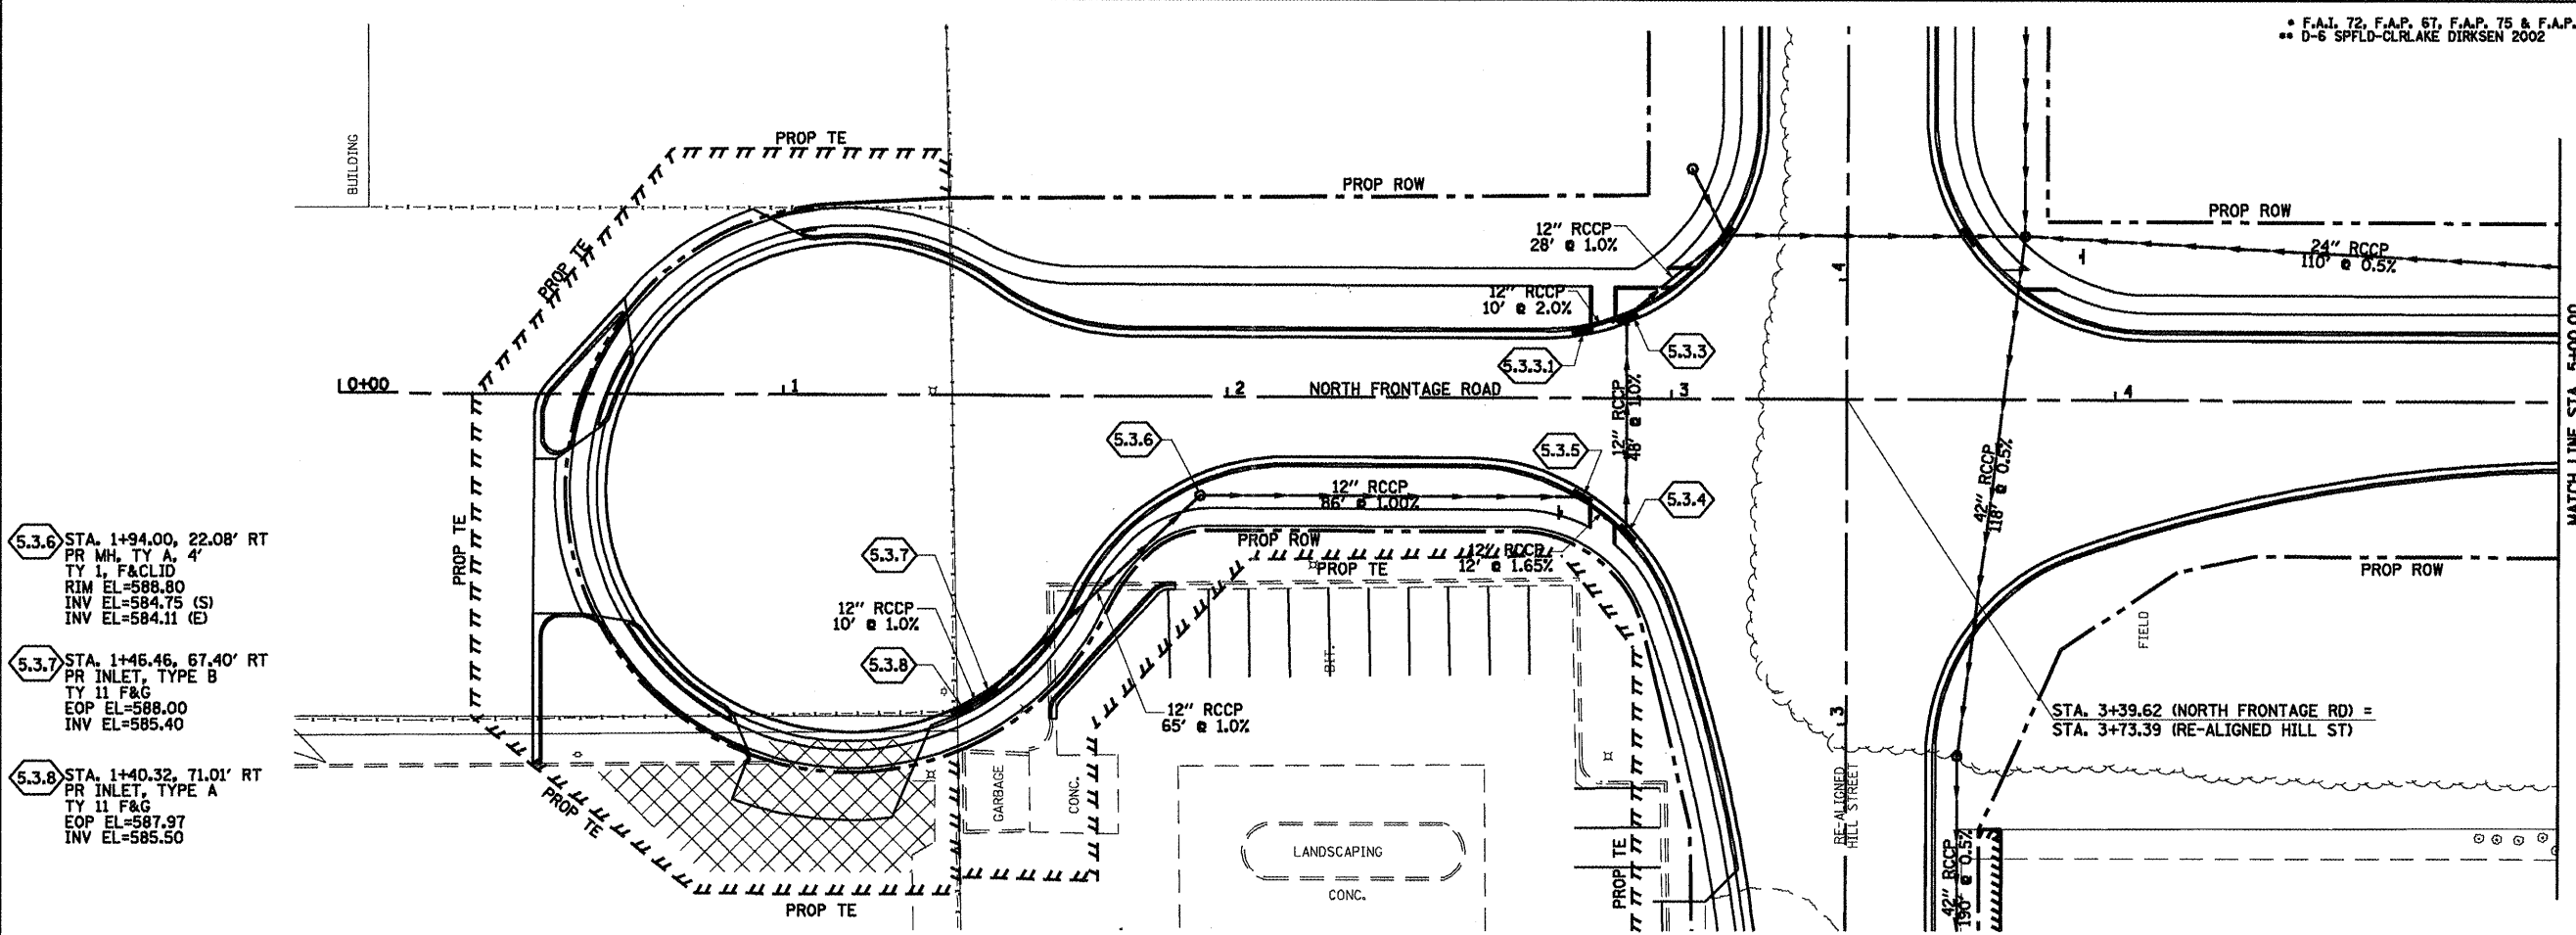 * F.A.I. 72, F.A.P. 67, F.A.P. 75 & F.A.P.
** D-6 SPFLD-CLRLAKE DIRKSEN 2002
BUILDING
PROP TE
PROP ROW
PROP TE
12" RCCP
28' @ 1.0%
12" RCCP
10' @ 2.0%
5.3.3.1
5.3.3
4
PROP ROW
24" RCCP
110' @ 0.5%
MATCH LINE STA. 5+00.00
0+00
1
2
NORTH FRONTAGE ROAD
3
4
12" RCCP
48' @ 1.0%
5.3.6
5.3.5
5.3.4
12" RCCP
86' @ 1.00%
42" RCCP
118' @ 0.5%
PROP TE
5.3.7
PROP ROW
PROP TE
12" RCCP
12' @ 1.65%
PROP ROW
FIELD
12" RCCP
10' @ 1.0%
5.3.8
BIT.
12" RCCP
65' @ 1.0%
3
STA. 3+39.62 (NORTH FRONTAGE RD) =
STA. 3+73.39 (RE-ALIGNED HILL ST)
5.3.6
STA. 1+94.00, 22.08' RT
PR MH, TY A, 4'
TY 1, F&CLID
RIM EL=588.80
INV EL=584.75 (S)
INV EL=584.11 (E)
5.3.7
STA. 1+46.46, 67.40' RT
PR INLET, TYPE B
TY 11 F&G
EOP EL=588.00
INV EL=585.40
5.3.8
STA. 1+40.32, 71.01' RT
PR INLET, TYPE A
TY 11 F&G
EOP EL=587.97
INV EL=585.50
PROP TE
GARBAGE
CONC.
RE-ALIGNED
HILL STREET
LANDSCAPING
CONC.
PROP TE
PROP TE
42" RCCP
190' @ 0.5%